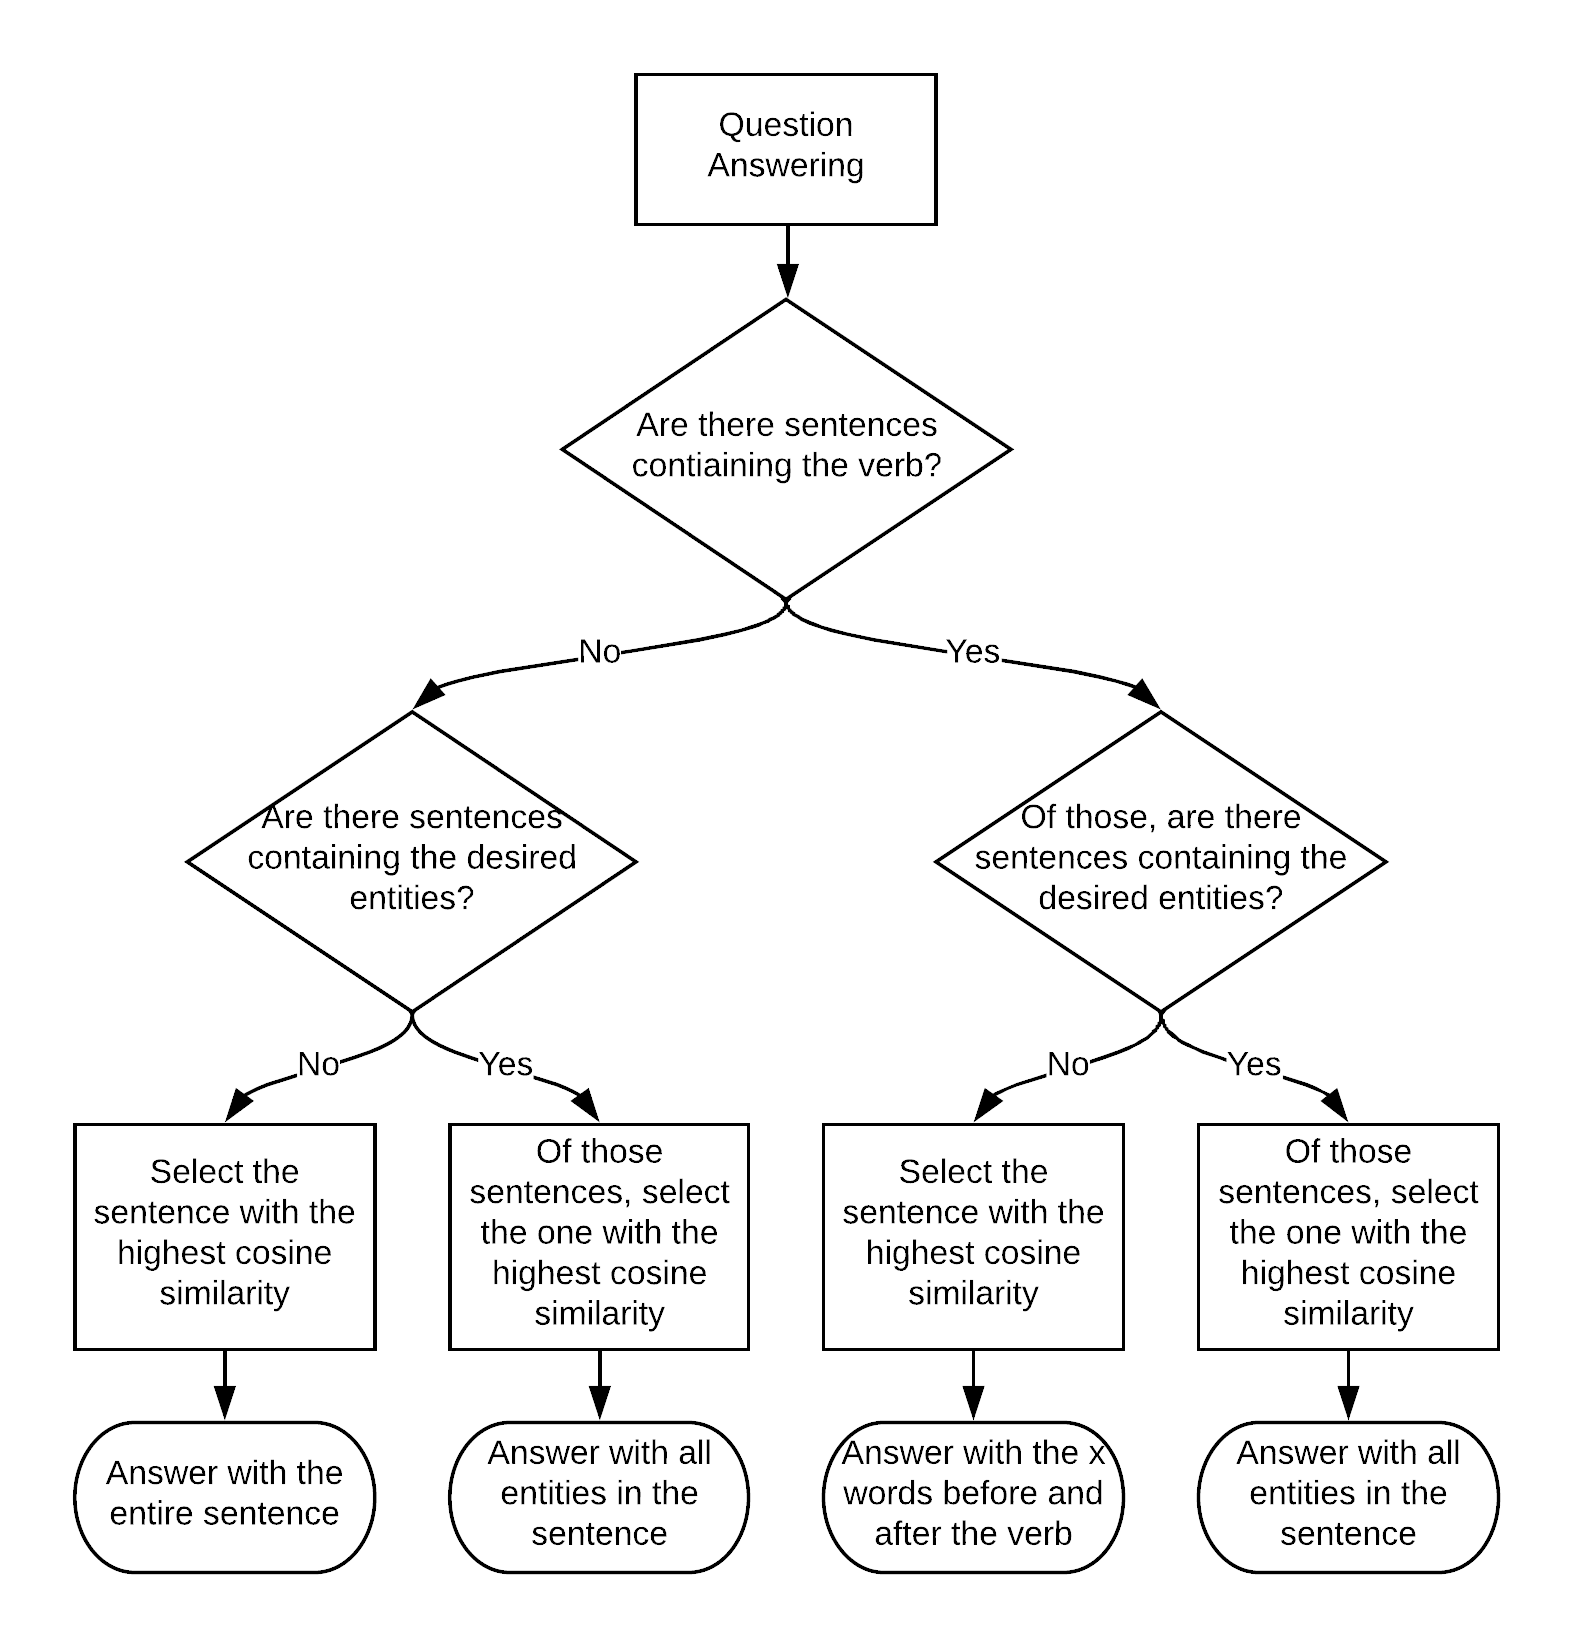 Question
Answering
Are there sentences
contiaining the verb?
No
Yes
Are there sentences
containing the desired
entities?
Of those, are there
sentences containing the
desired entities?
No
Yes
No
Yes
Select the
sentence with the
highest cosine
similarity
Of those
sentences, select
the one with the
highest cosine
similarity
Select the
sentence with the
highest cosine
similarity
Of those
sentences, select
the one with the
highest cosine
similarity
Answer with the
entire sentence
Answer with all
entities in the
sentence
Answer with the x
words before and
after the verb
Answer with all
entities in the
sentence